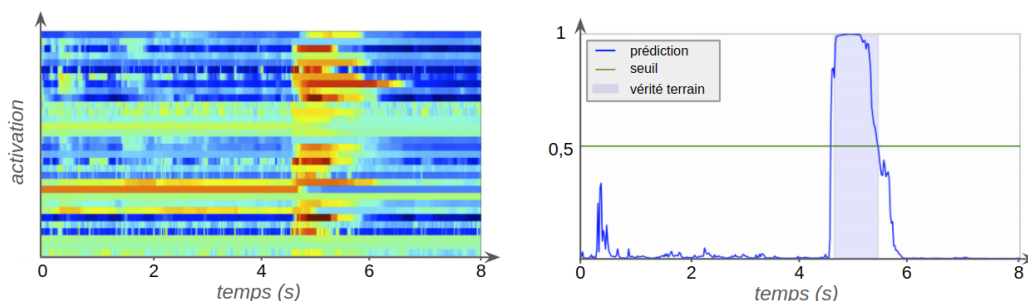 activation
0 2 4 6 8
temps (s)
1
0,5
prédiction
seuil
vérité terrain
0 2 4 6 8
temps (s)